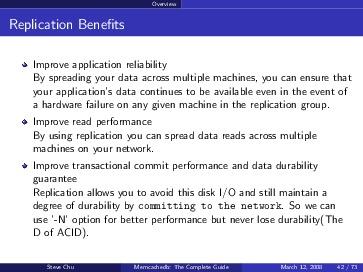 Overview
Replication Benefits
Improve application reliability
By spreading your data across multiple machines, you can ensure that
your application's data continues to be available even in the event of
a hardware failure on any given machine in the replication group.
Improve read performance
By using replication you can spread data reads across multiple
machines on your network.
Improve transactional commit performance and data durability
guarantee
Replication allows you to avoid this disk I/O and still maintain a
degree of durability by committing to the network. So we can
use '-N' option for better performance but never lose durability(The
D of ACID).
Steve Chu Memcachedb: The Complete Guide March 12, 2008 42 / 73